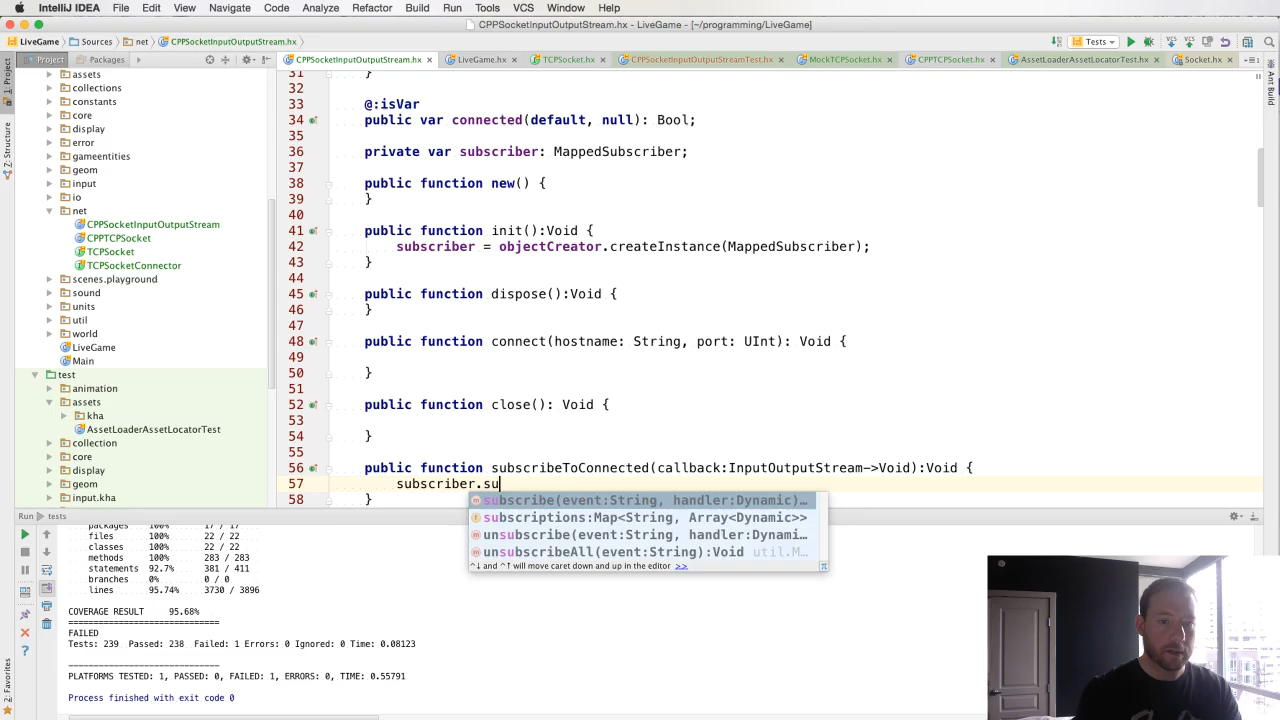 IntelliJ IDEA File Edit View Navigate Code Analyze Refactor Build Run Tools VCS Window Help
CPPSocketInputOutputStream.hx - LiveGame - [~/programming/LiveGame]
LiveGame Sources net CPPSocketInputOutputStream.hx Tests
Project Packages CPPSocketInputOutputStream.hx LiveGame.hx TCPSocket.hx CPPSocketInputOutputStreamTest.hx MockTCPSocket.hx CPPTCPSocket.hx AssetLoaderAssetLocatorTest.hx Socket.hx
1: Project
7: Structure
2: Favorites
Ant Build
assets
collections
constants
core
display
error
gameentities
geom
input
io
net
CPPSocketInputOutputStream
CPPTCPSocket
TCPSocket
TCPSocketConnector
scenes.playground
sound
units
util
world
LiveGame
Main
test
animation
assets
kha
AssetLoaderAssetLocatorTest
collection
core
display
geom
input.kha
31 }
32
33 @:isVar
34 public var connected(default, null): Bool;
35
36 private var subscriber: MappedSubscriber;
37
38 public function new() {
39 }
40
41 public function init():Void {
42 subscriber = objectCreator.createInstance(MappedSubscriber);
43 }
44
45 public function dispose():Void {
46 }
47
48 public function connect(hostname: String, port: UInt): Void {
49
50 }
51
52 public function close(): Void {
53
54 }
55
56 public function subscribeToConnected(callback:InputOutputStream->Void):Void {
57 subscriber.su
58 }
subscribe(event:String, handler:Dynamic)…
subscriptions:Map<String, Array<Dynamic>>
unsubscribe(event:String, handler:Dynami…
unsubscribeAll(event:String):Void util.M…
^↓ and ^↑ will move caret down and up in the editor >>
Run tests
packages 100% 17 / 17
files 100% 22 / 22
classes 100% 22 / 22
methods 100% 283 / 283
statements 92.7% 381 / 411
branches 0% 0 / 0
lines 95.74% 3730 / 3896
COVERAGE RESULT 95.68%
==============================
FAILED
Tests: 239 Passed: 238 Failed: 1 Errors: 0 Ignored: 0 Time: 0.08123
------------------------------
PLATFORMS TESTED: 1, PASSED: 0, FAILED: 1, ERRORS: 0, TIME: 0.55791
Process finished with exit code 0